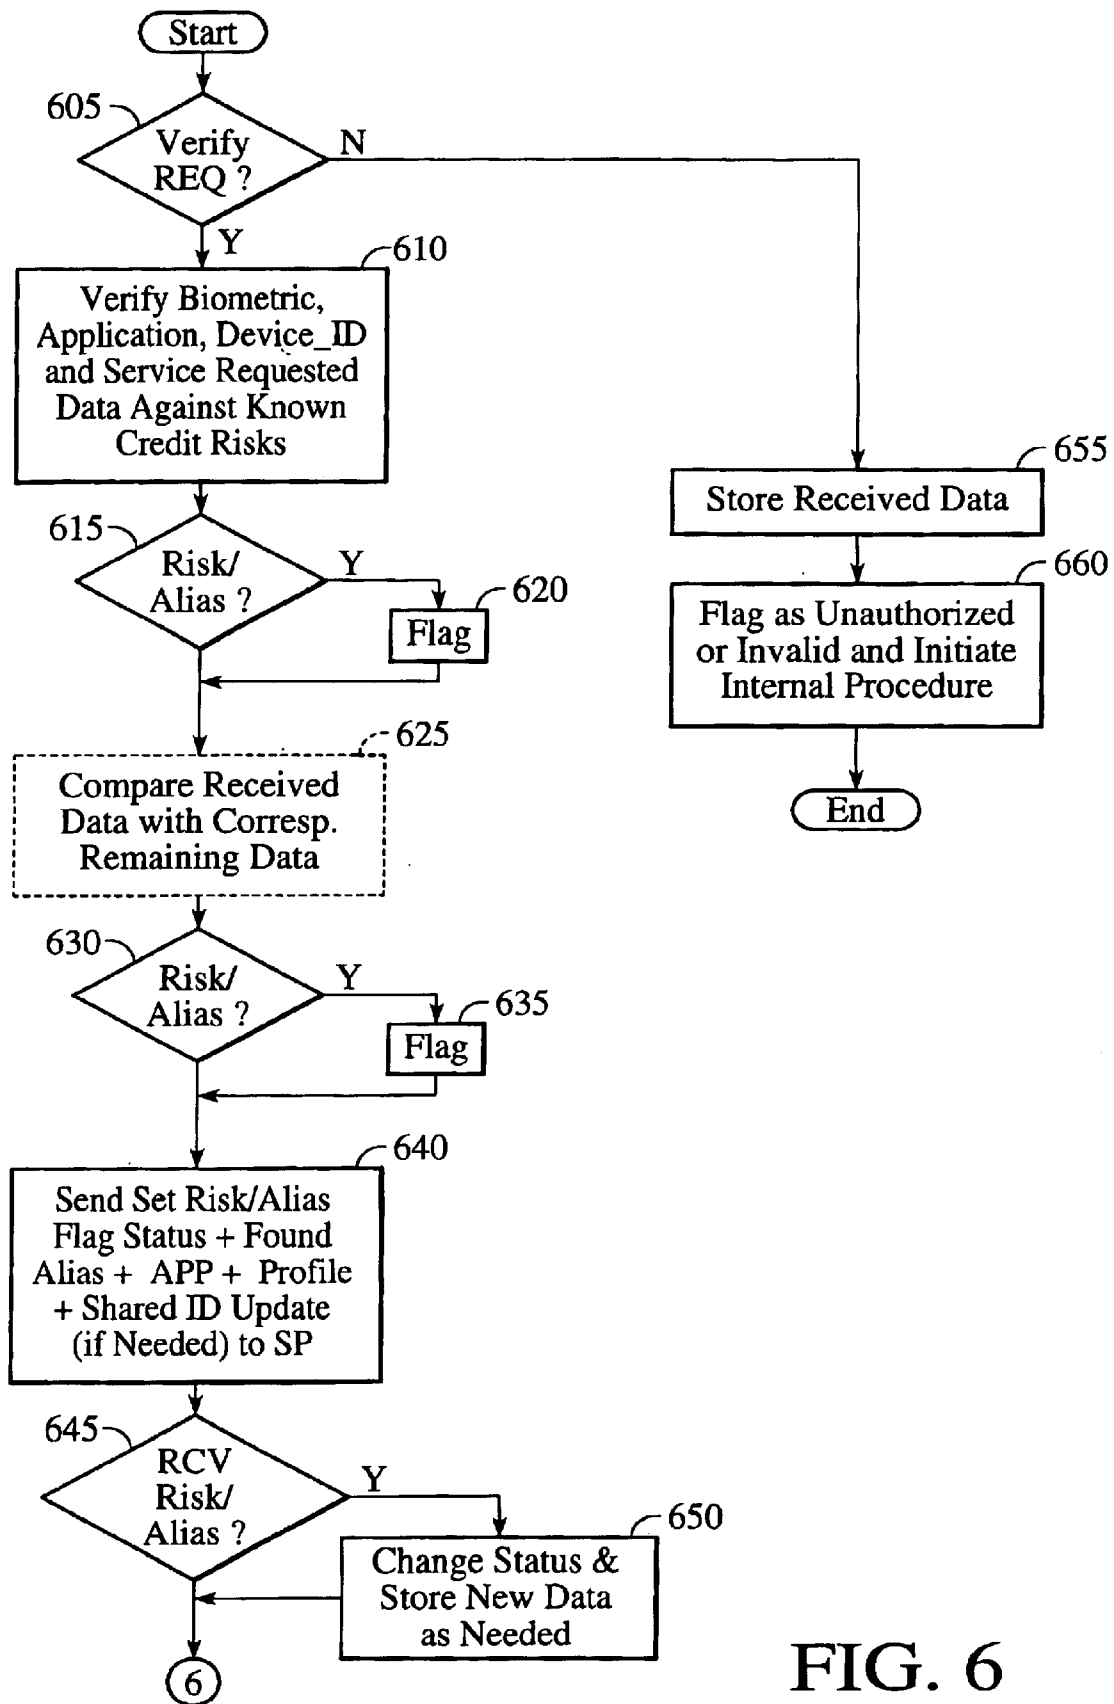 Start
605
Verify
REQ ?
N
Y
610
Verify Biometric,
Application, Device_ID
and Service Requested
Data Against Known
Credit Risks
615
Risk/
Alias ?
Y
620
Flag
655
Store Received Data
660
Flag as Unauthorized
or Invalid and Initiate
Internal Procedure
End
625
Compare Received
Data with Corresp.
Remaining Data
630
Risk/
Alias ?
Y
635
Flag
640
Send Set Risk/Alias
Flag Status + Found
Alias + APP + Profile
+ Shared ID Update
(if Needed) to SP
645
RCV
Risk/
Alias ?
Y
650
Change Status &
Store New Data
as Needed
6
FIG. 6